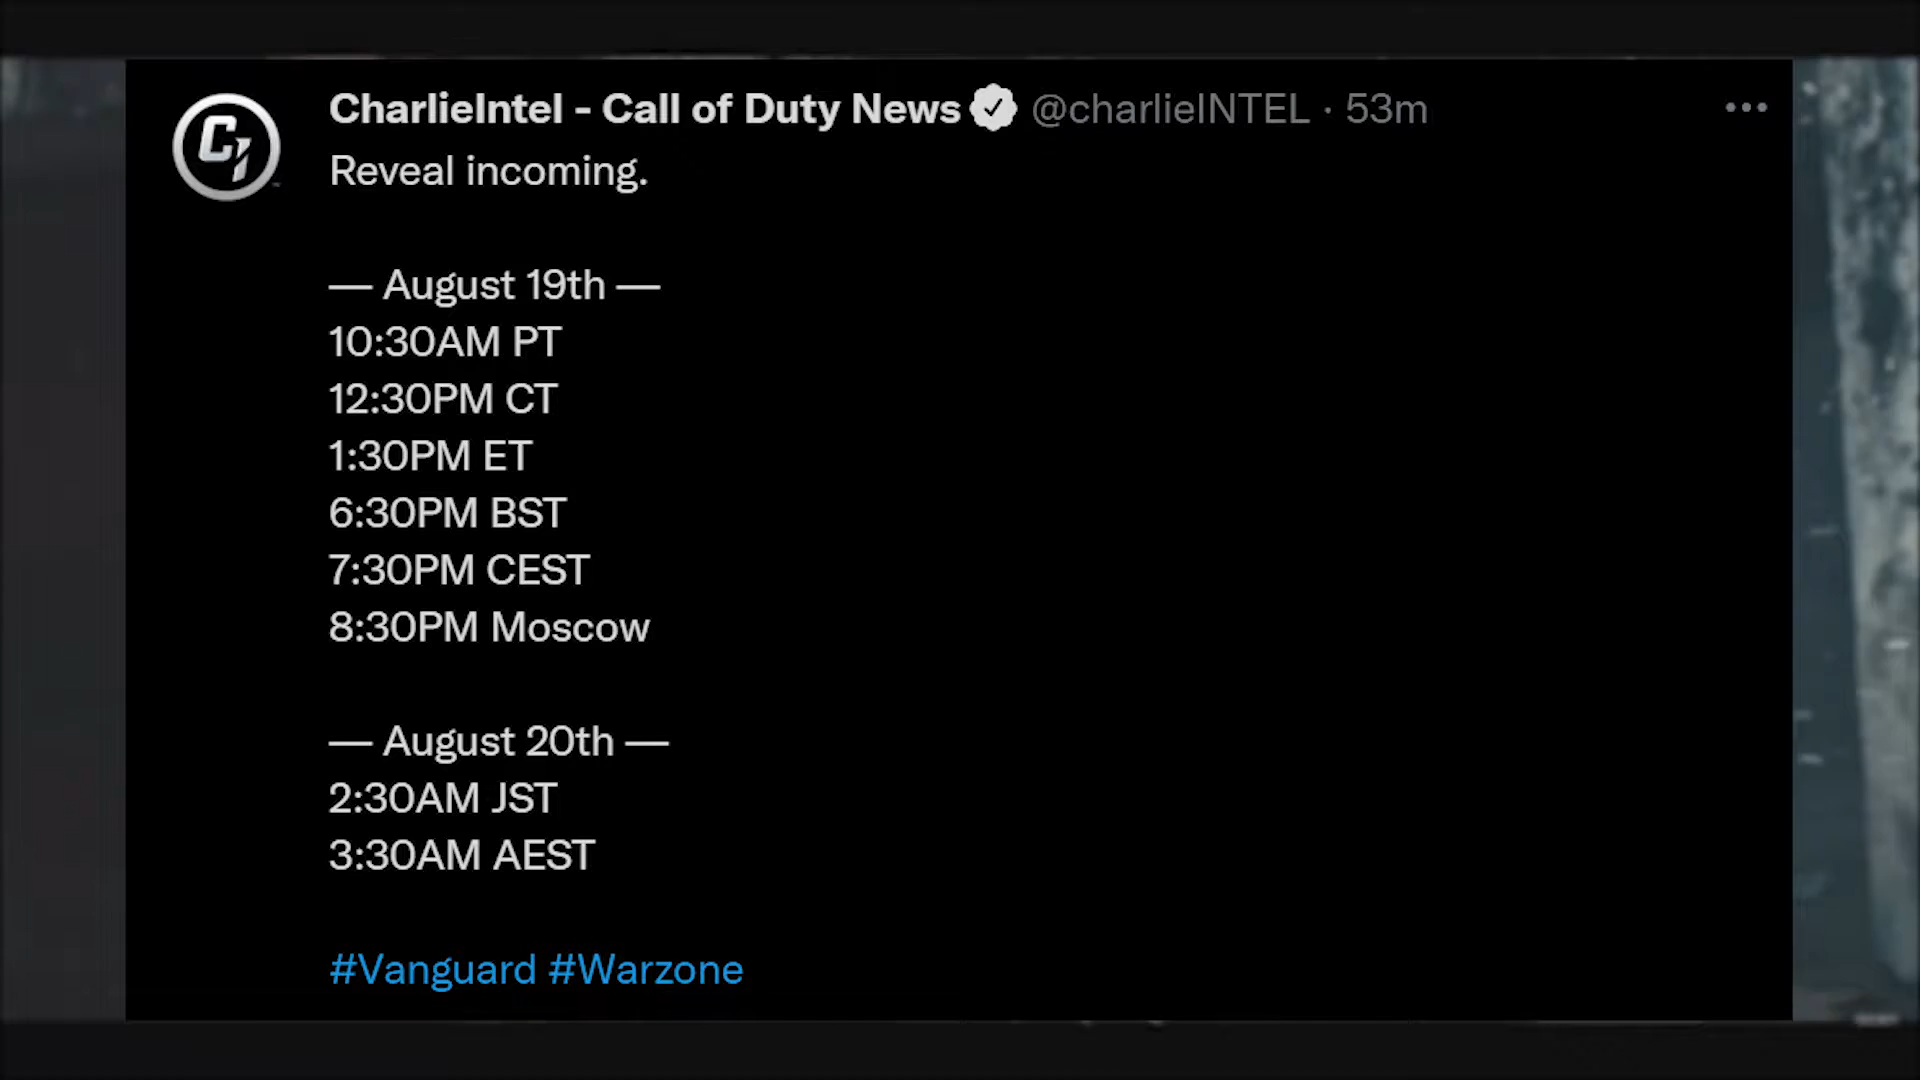 CharlieIntel - Call of Duty News @charlieINTEL · 53m
Reveal incoming.
— August 19th —
10:30AM PT
12:30PM CT
1:30PM ET
6:30PM BST
7:30PM CEST
8:30PM Moscow
— August 20th —
2:30AM JST
3:30AM AEST
#Vanguard #Warzone